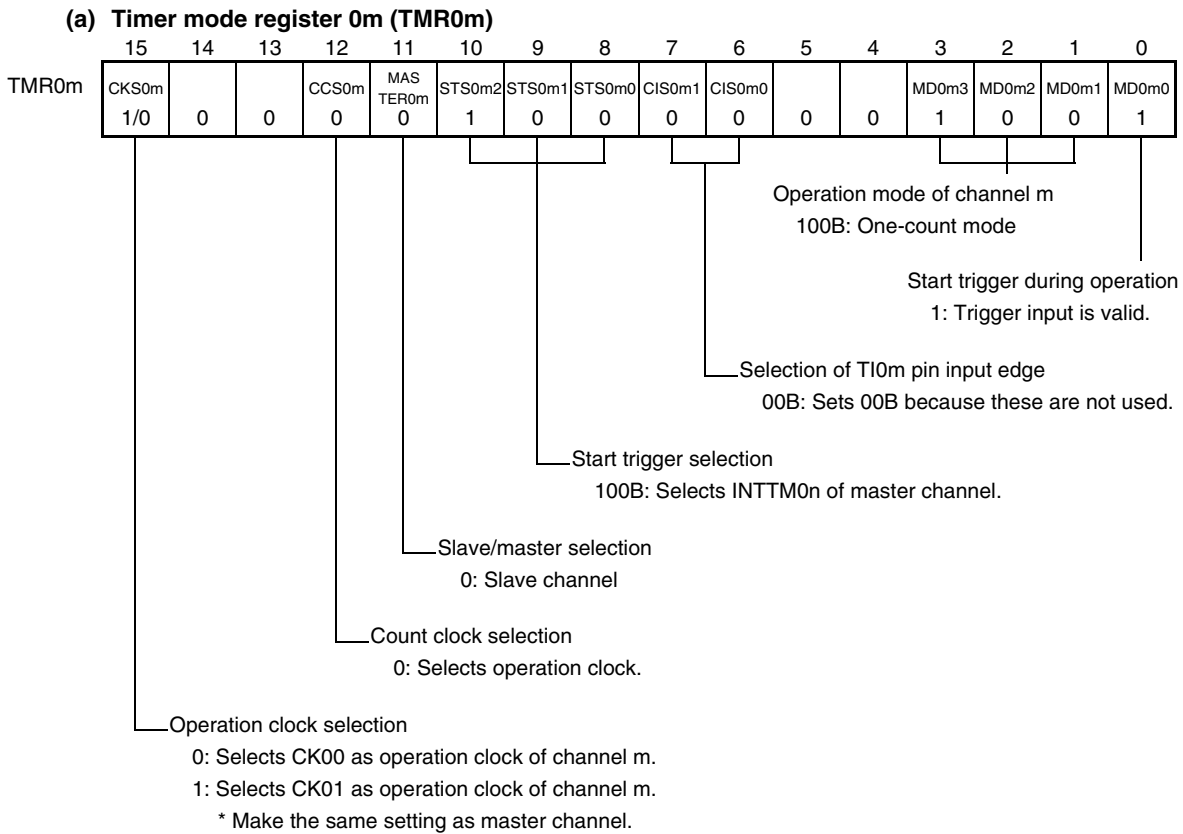 (a) Timer mode register 0m (TMR0m)
15 14 13 12 11 10 9 8 7 6 5 4 3 2 1 0
TMR0m
CKS0m CCS0m MAS TER0m STS0m2 STS0m1 STS0m0 CIS0m1 CIS0m0 MD0m3 MD0m2 MD0m1 MD0m0
1/0 0 0 0 0 1 0 0 0 0 0 0 1 0 0 1
Operation mode of channel m
100B: One-count mode
Start trigger during operation
1: Trigger input is valid.
Selection of TI0m pin input edge
00B: Sets 00B because these are not used.
Start trigger selection
100B: Selects INTTM0n of master channel.
Slave/master selection
0: Slave channel
Count clock selection
0: Selects operation clock.
Operation clock selection
0: Selects CK00 as operation clock of channel m.
1: Selects CK01 as operation clock of channel m.
* Make the same setting as master channel.